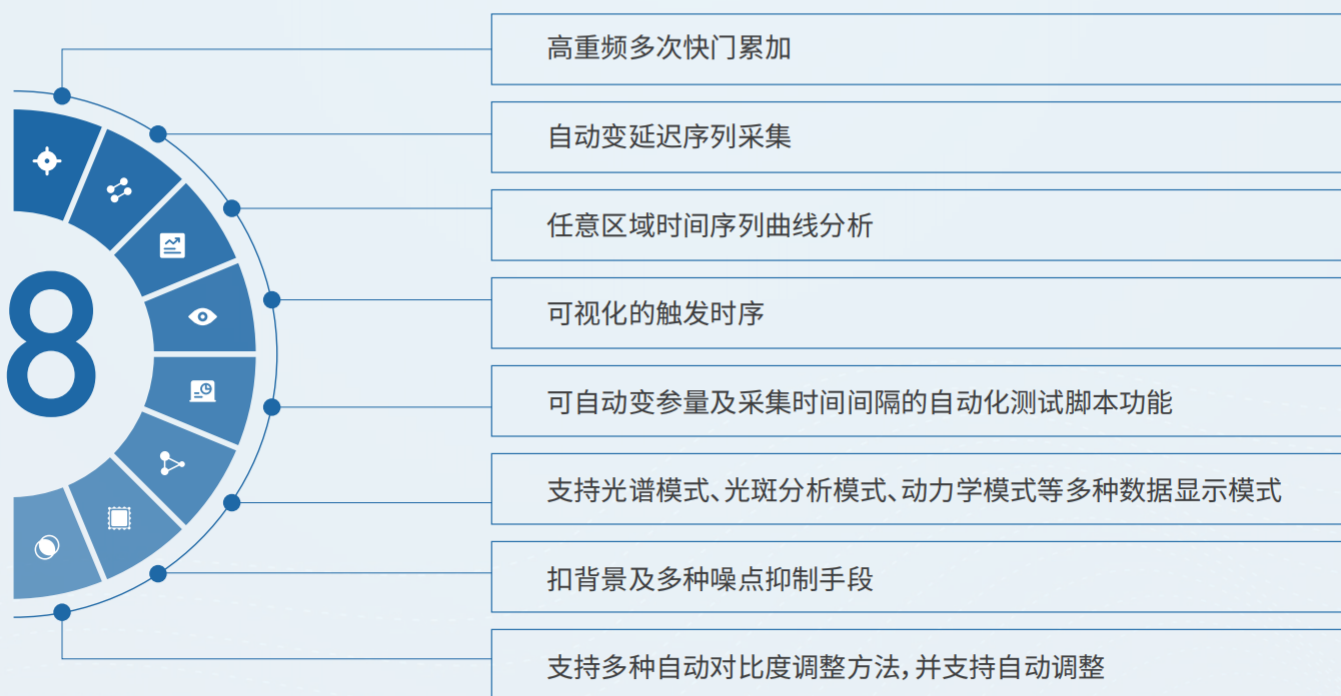 8
高重频多次快门累加
自动变延迟序列采集
任意区域时间序列曲线分析
可视化的触发时序
可自动变参量及采集时间间隔的自动化测试脚本功能
支持光谱模式、光斑分析模式、动力学模式等多种数据显示模式
扣背景及多种噪点抑制手段
支持多种自动对比度调整方法,并支持自动调整